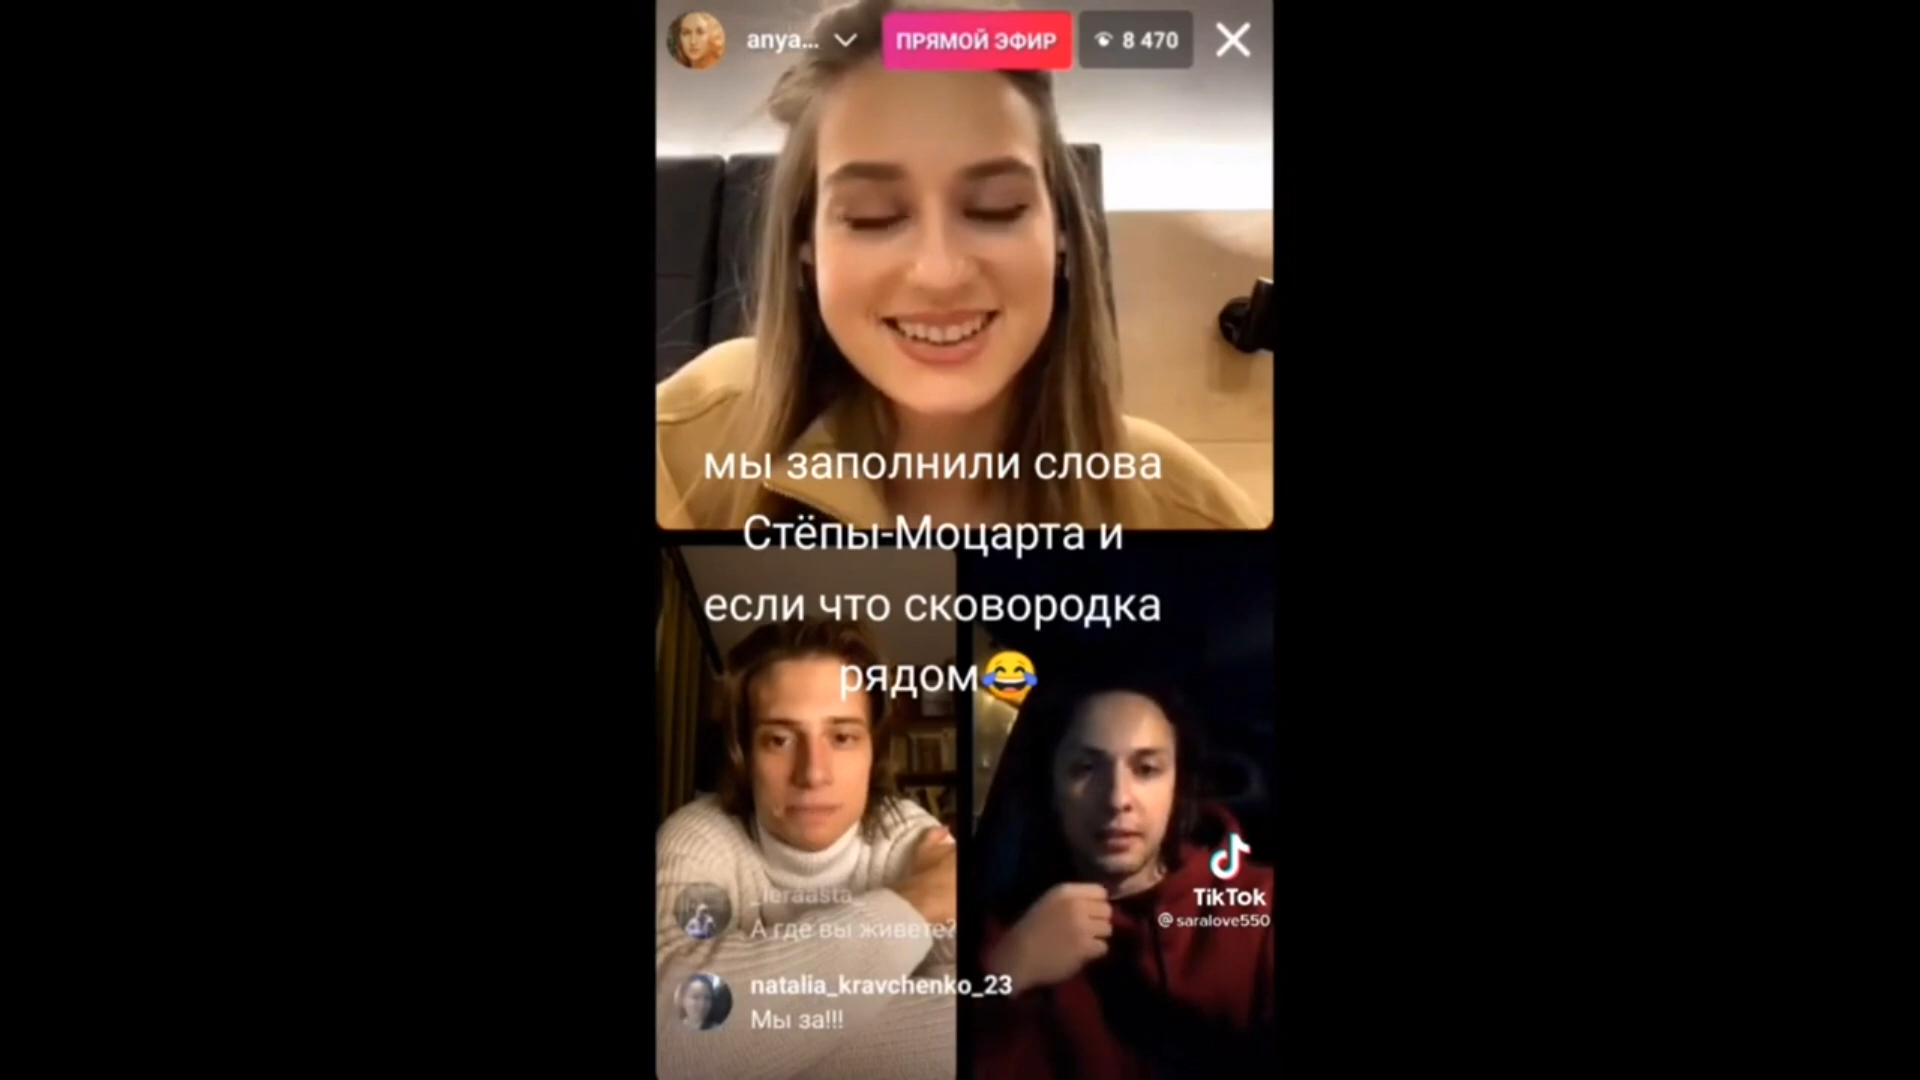 anya...
ПРЯМОЙ ЭФИР
8 470
мы заполнили слова
Стёпы-Моцарта и
если что сковородка
рядом😂
_leraasta_
А где вы живете?
TikTok
@saralove550
natalia_kravchenko_23
Мы за!!!